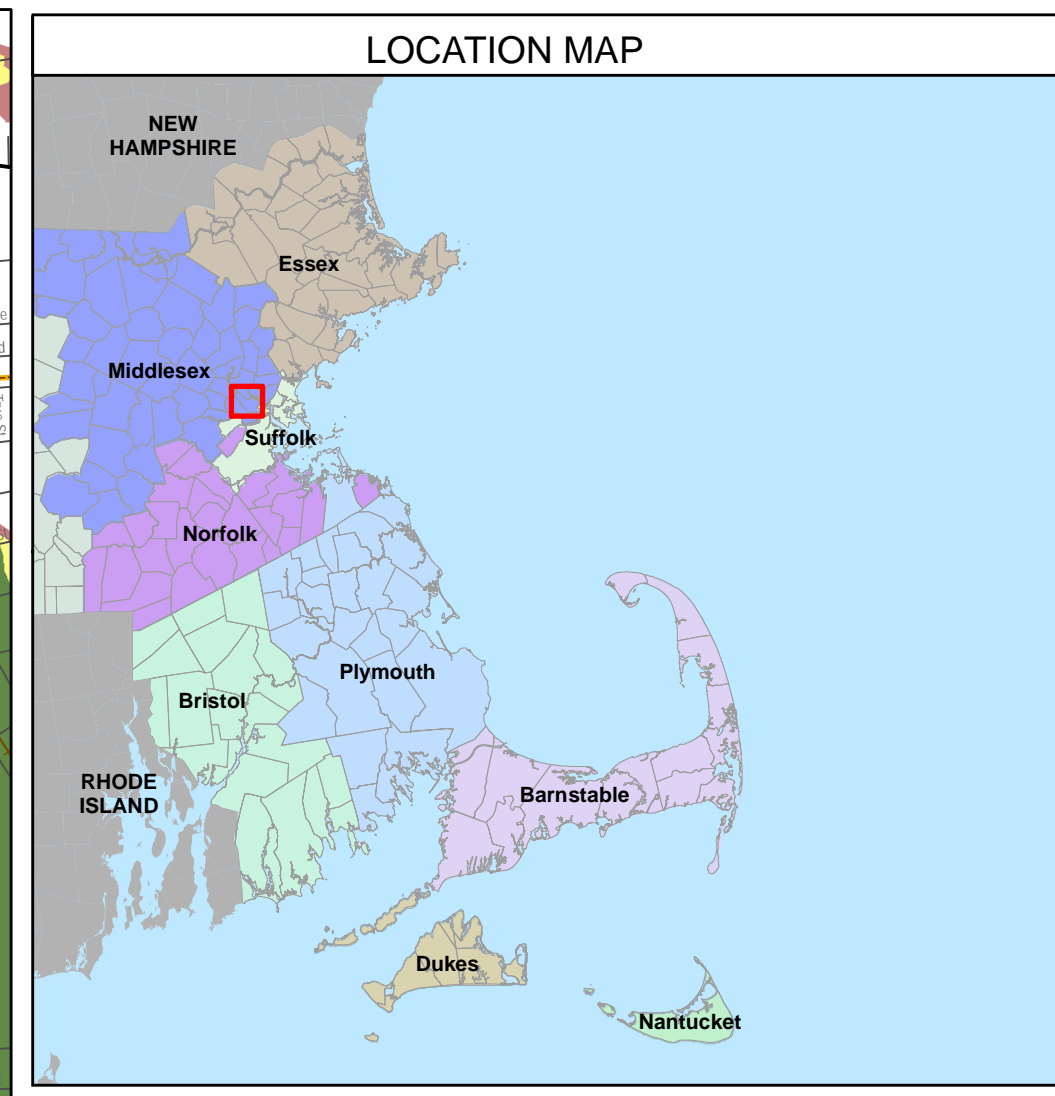 LOCATION MAP
NEW
HAMPSHIRE
Essex
Middlesex
Suffolk
Norfolk
Plymouth
Bristol
RHODE
ISLAND
Barnstable
Dukes
Nantucket